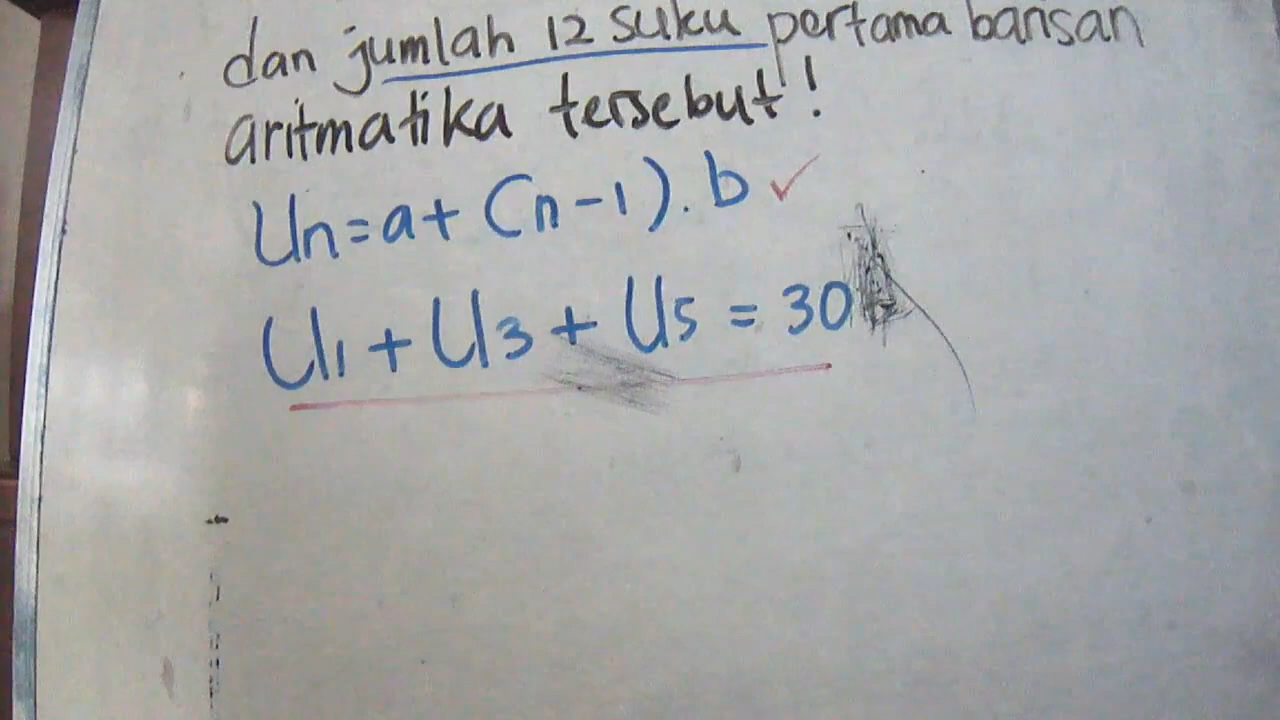 dan jumlah 12 suku pertama barisan
aritmatika tersebut!
Un = a + (n-1). b ✓
U1 + U3 + U5 = 30